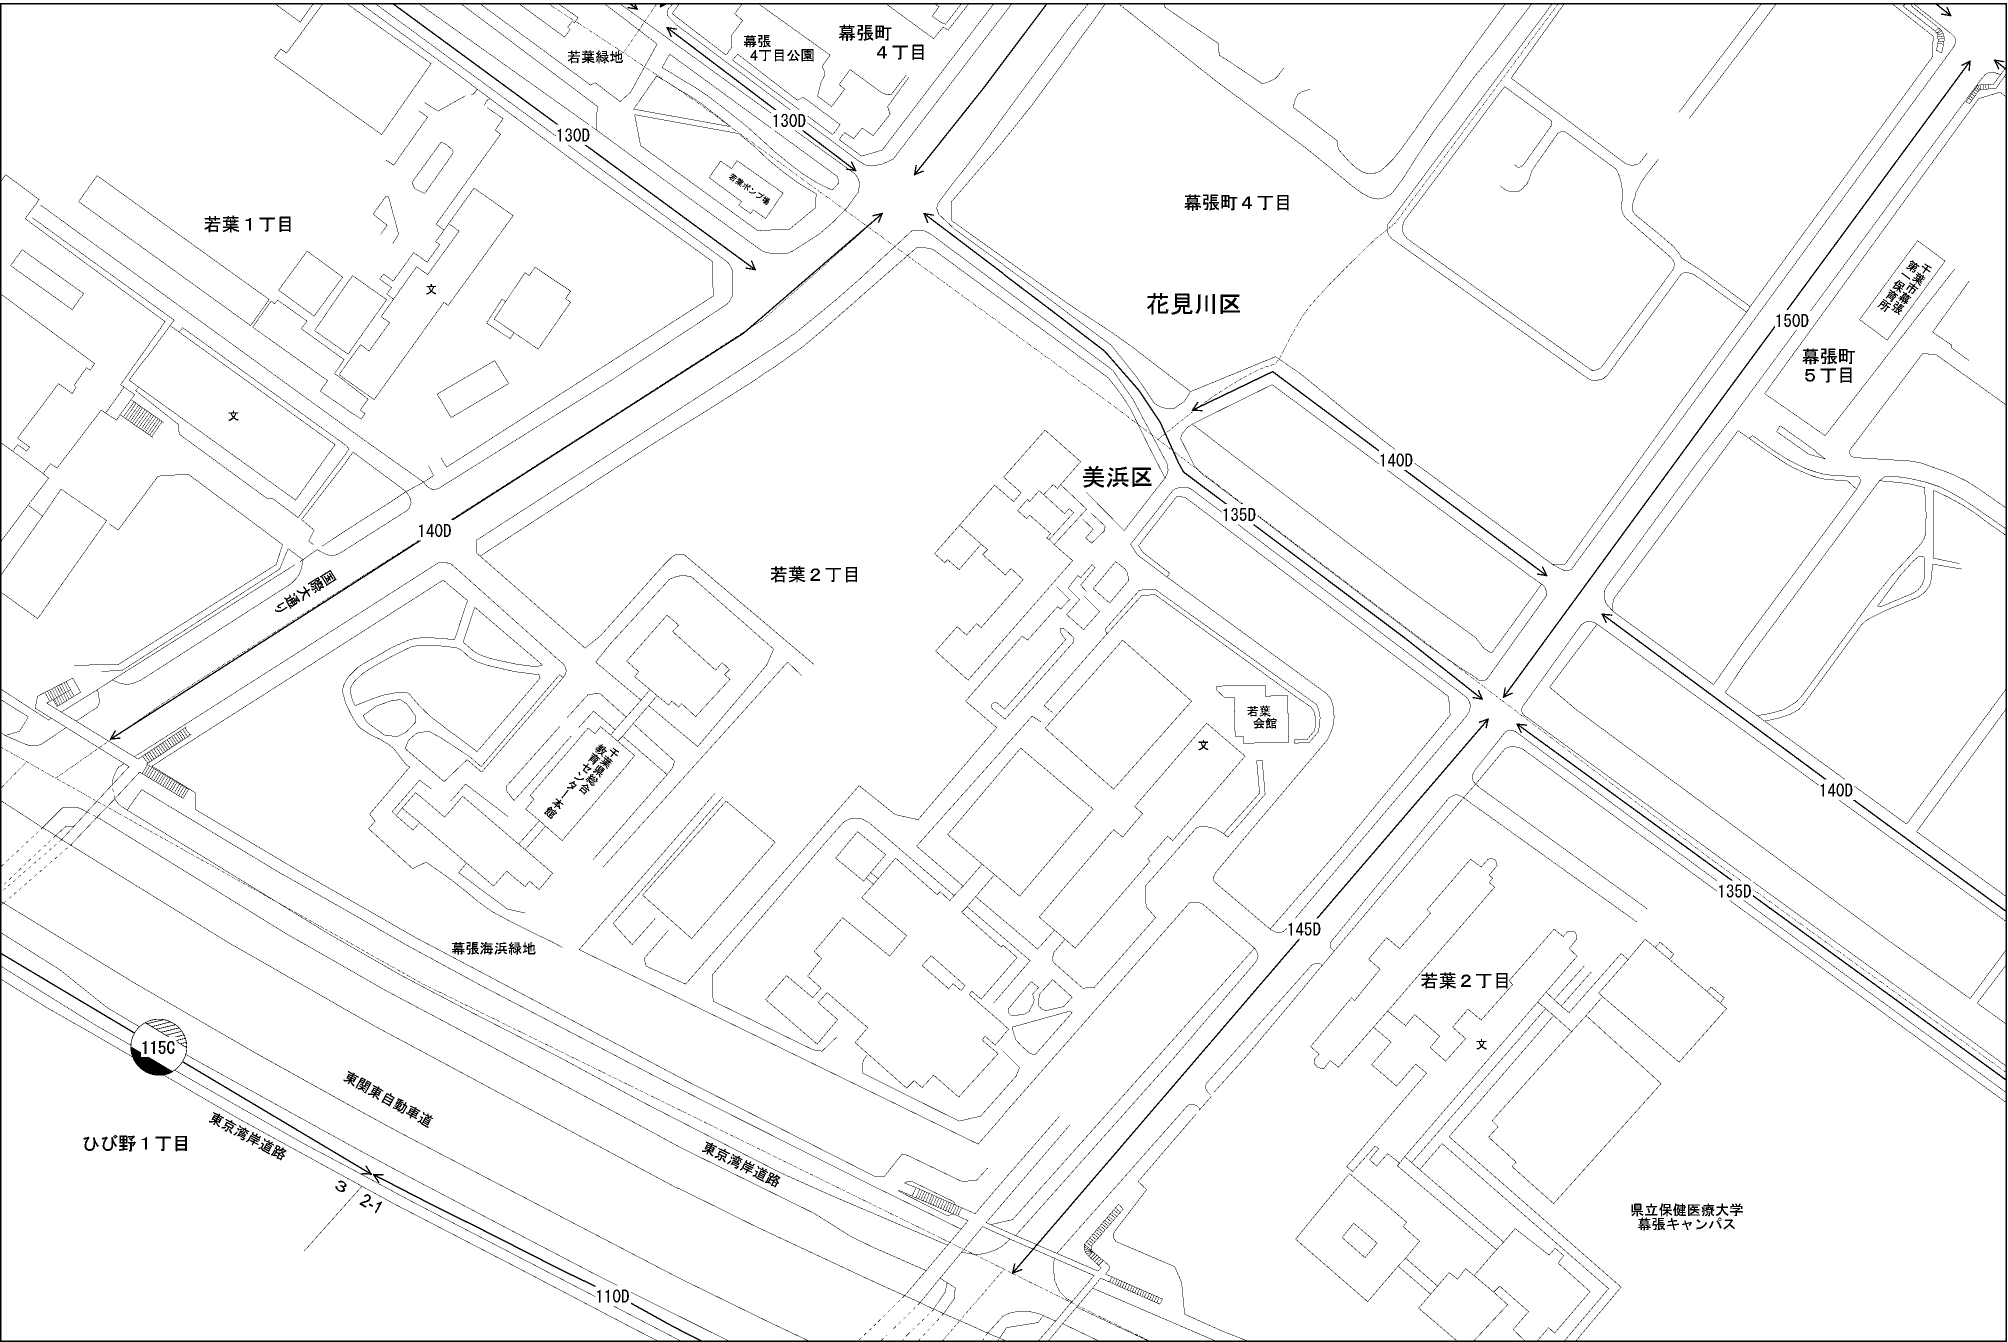 若葉緑地
幕張
4丁目公園
幕張町
4丁目
130D
130D
若葉ポンプ場
若葉1丁目
文
文
幕張町4丁目
花見川区
千葉市幕張
第一保育所
150D
幕張町
5丁目
美浜区
140D
135D
140D
国際大通り
若葉2丁目
若葉
会館
文
千葉県総合
教育センター本館
140D
135D
145D
幕張海浜緑地
若葉2丁目
文
115C
東関東自動車道
東京湾岸道路
ひび野1丁目
東京湾岸道路
3
2-1
県立保健医療大学
幕張キャンパス
110D